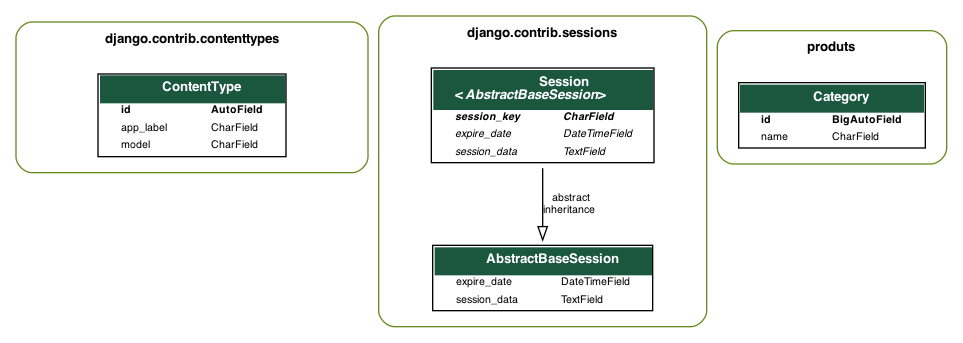 django.contrib.contenttypes
ContentType
id AutoField
app_label CharField
model CharField
django.contrib.sessions
Session
<AbstractBaseSession>
session_key CharField
expire_date DateTimeField
session_data TextField
abstract
inheritance
AbstractBaseSession
expire_date DateTimeField
session_data TextField
produts
Category
id BigAutoField
name CharField